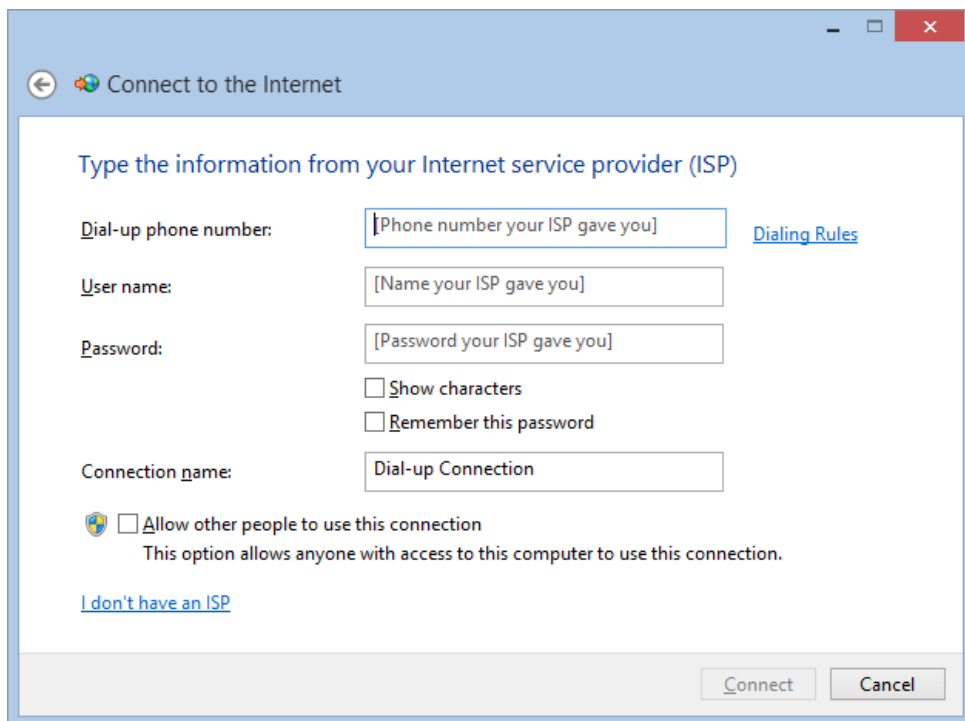 Connect to the Internet
Type the information from your Internet service provider (ISP)
Dial-up phone number: [Phone number your ISP gave you] Dialing Rules
User name: [Name your ISP gave you]
Password: [Password your ISP gave you]
Show characters
Remember this password
Connection name: Dial-up Connection
Allow other people to use this connection
This option allows anyone with access to this computer to use this connection.
I don't have an ISP
Connect Cancel